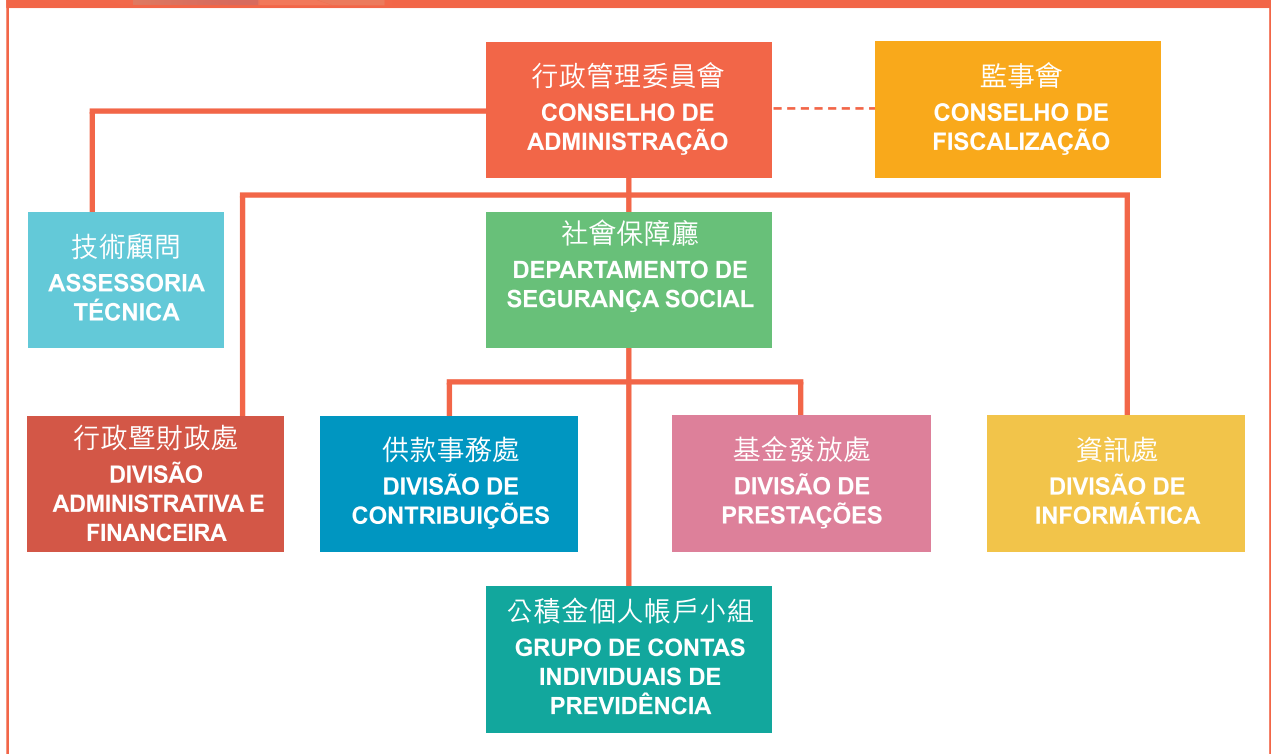 行政管理委員會
CONSELHO DE
ADMINISTRAÇÃO
監事會
CONSELHO DE
FISCALIZAÇÃO
技術顧問
ASSESSORIA
TÉCNICA
社會保障廳
DEPARTAMENTO DE
SEGURANÇA SOCIAL
行政暨財政處
DIVISÃO
ADMINISTRATIVA E
FINANCEIRA
供款事務處
DIVISÃO DE
CONTRIBUIÇÕES
基金發放處
DIVISÃO DE
PRESTAÇÕES
資訊處
DIVISÃO DE
INFORMÁTICA
公積金個人帳戶小組
GRUPO DE CONTAS
INDIVIDUAIS DE
PREVIDÊNCIA